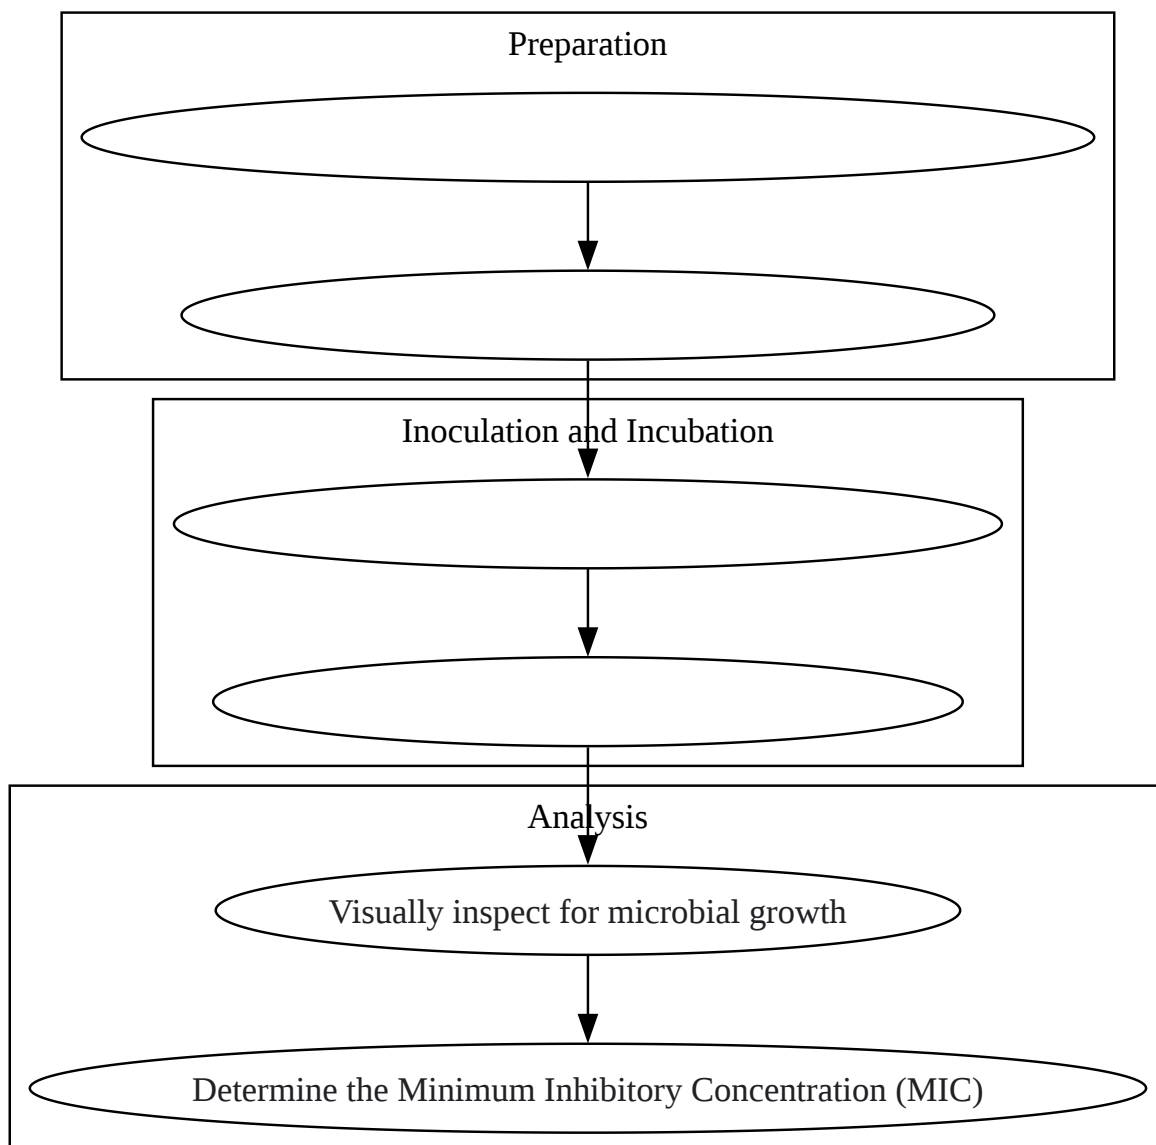 Preparation
Inoculation and Incubation
Analysis
Visually inspect for microbial growth
Determine the Minimum Inhibitory Concentration (MIC)